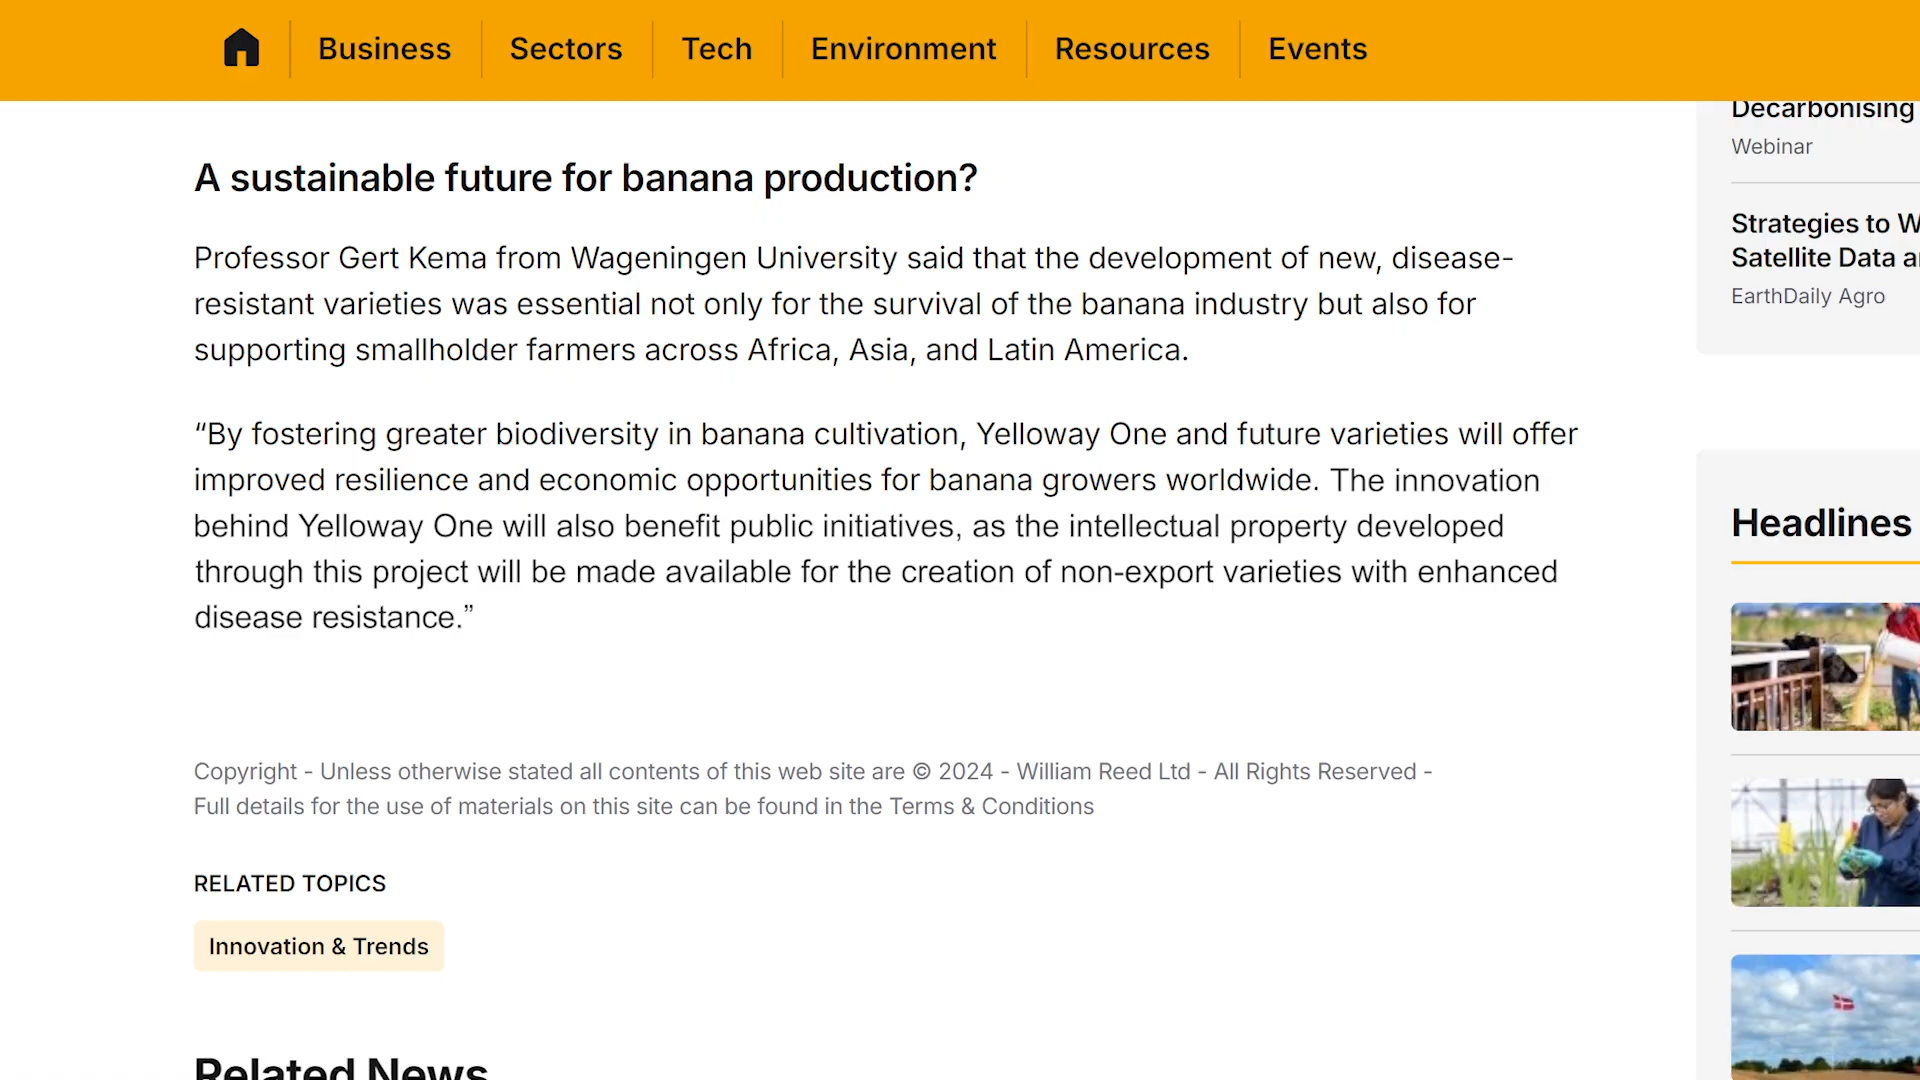 Business Sectors Tech Environment Resources Events
A sustainable future for banana production?
Professor Gert Kema from Wageningen University said that the development of new, disease-
resistant varieties was essential not only for the survival of the banana industry but also for
supporting smallholder farmers across Africa, Asia, and Latin America.
“By fostering greater biodiversity in banana cultivation, Yelloway One and future varieties will offer
improved resilience and economic opportunities for banana growers worldwide. The innovation
behind Yelloway One will also benefit public initiatives, as the intellectual property developed
through this project will be made available for the creation of non-export varieties with enhanced
disease resistance.”
Copyright - Unless otherwise stated all contents of this web site are © 2024 - William Reed Ltd - All Rights Reserved -
Full details for the use of materials on this site can be found in the Terms & Conditions
RELATED TOPICS
Innovation & Trends
Related News
Decarbonising
Webinar
Strategies to W
Satellite Data a
EarthDaily Agro
Headlines